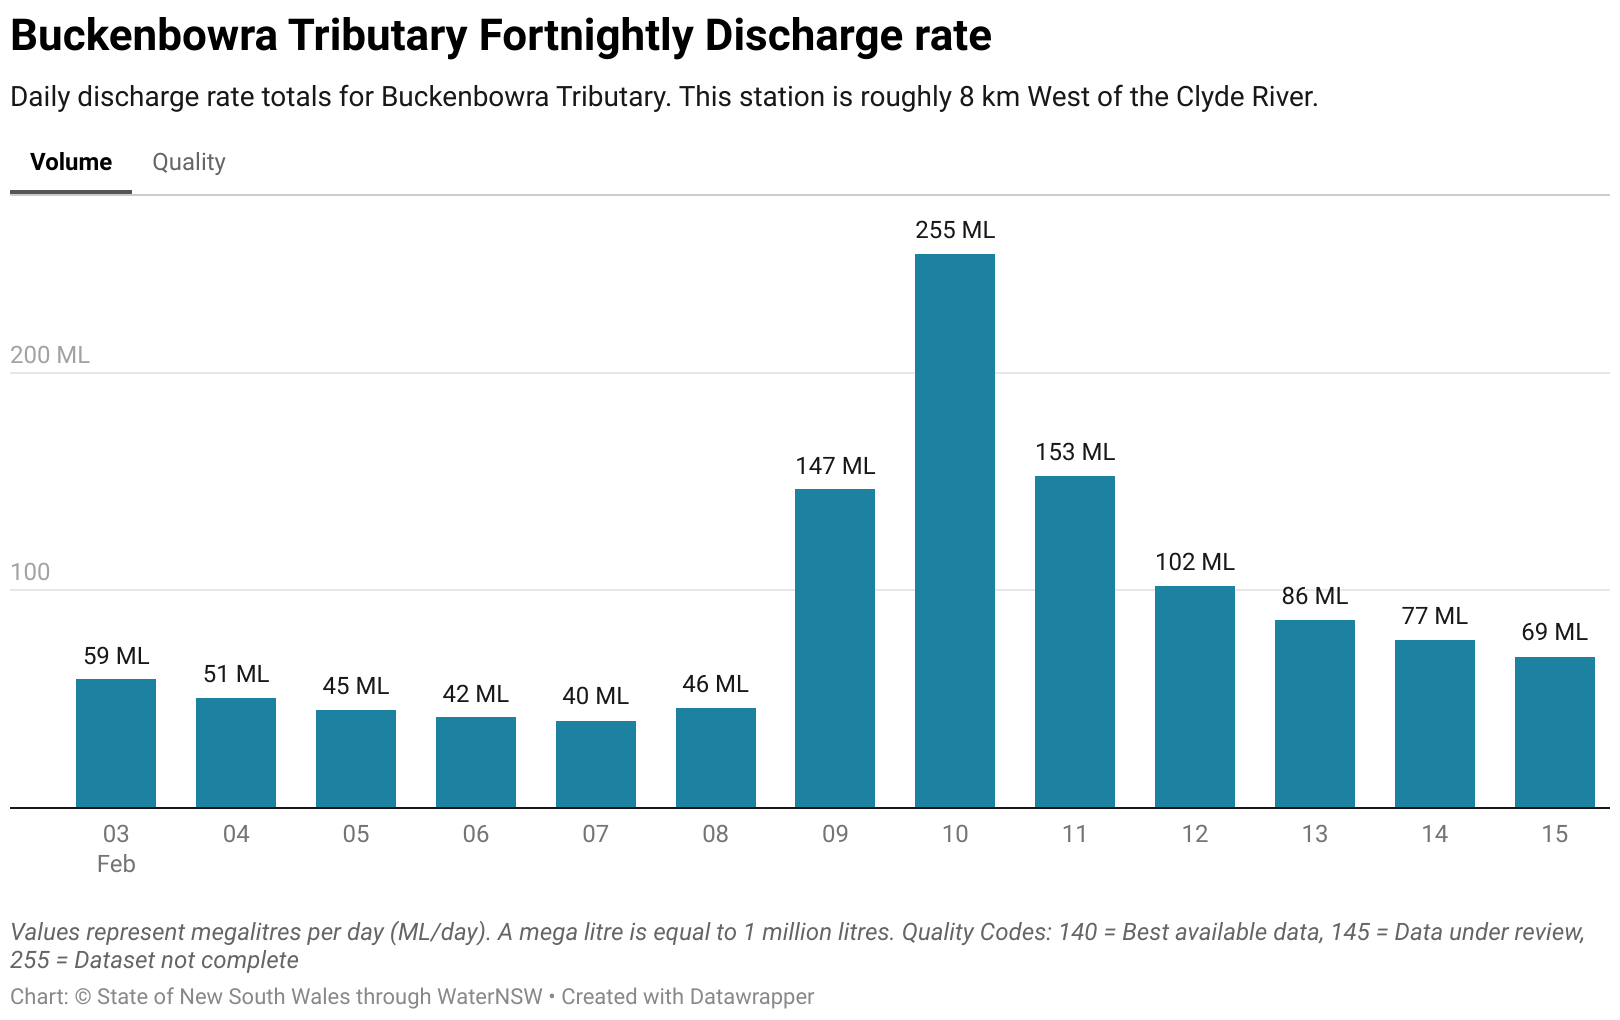 Buckenbowra Tributary Fortnightly Discharge rate
Daily discharge rate totals for Buckenbowra Tributary. This station is roughly 8 km West of the Clyde River.
Volume Quality
255 ML
200 ML
147 ML 153 ML
102 ML
100
86 ML
77 ML
69 ML
59 ML
51 ML
45 ML
42 ML
40 ML
46 ML
03 04 05 06 07 08 09 10 11 12 13 14 15
Feb
Values represent megalitres per day (ML/day). A mega litre is equal to 1 million litres. Quality Codes: 140 = Best available data, 145 = Data under review,
255 = Dataset not complete
Chart: © State of New South Wales through WaterNSW • Created with Datawrapper